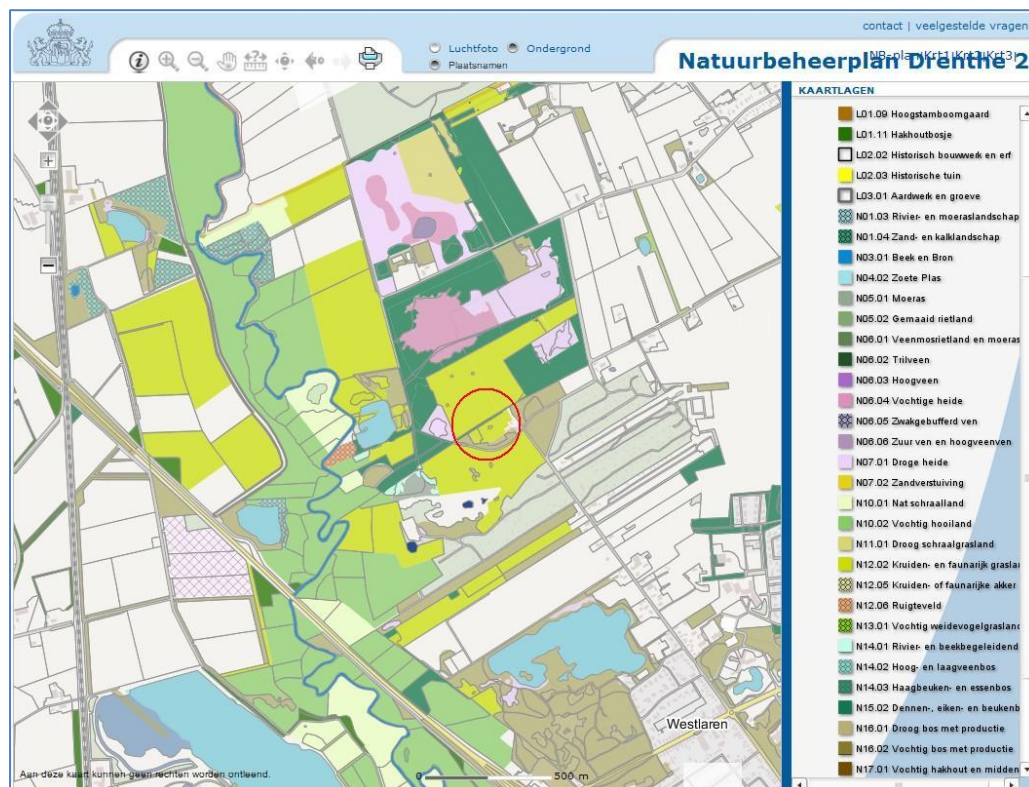 contact | veelgestelde vragen
Luchtfoto Ondergrond
Plaatsnamen
Natuurbeheerplan Drenthe 2
KAARTLAGEN
L01.09 Hoogstamboomgaard
L01.11 Hakhoutbosje
L02.02 Historisch bouwwerk en erf
L02.03 Historische tuin
L03.01 Aardwerk en groeve
N01.03 Rivier- en moeraslandschap
N01.04 Zand- en kalklandschap
N03.01 Beek en Bron
N04.02 Zoete Plas
N05.01 Moeras
N05.02 Gemaaid rietland
N06.01 Veenmosrietland en moeras
N06.02 Trilveen
N06.03 Hoogveen
N06.04 Vochtige heide
N06.05 Zwakgebufferd ven
N06.06 Zuur ven en hoogveenven
N07.01 Droge heide
N07.02 Zandverstuiving
N10.01 Nat schraalland
N10.02 Vochtig hooiland
N11.01 Droog schraalgrasland
N12.02 Kruiden- en faunarijk graslan
N12.05 Kruiden- of faunarijke akker
N12.06 Ruigteveld
N13.01 Vochtig weidevogelgrasland
N14.01 Rivier- en beekbegeleidend
N14.02 Hoog- en laagveenbos
N14.03 Haagbeuken- en essenbos
N15.02 Dennen-, eiken- en beukenb
N16.01 Droog bos met productie
N16.02 Vochtig bos met productie
N17.01 Vochtig hakhout en midden
Westlaren
Aan deze kaart kunnen geen rechten worden ontleend.
0 500 m